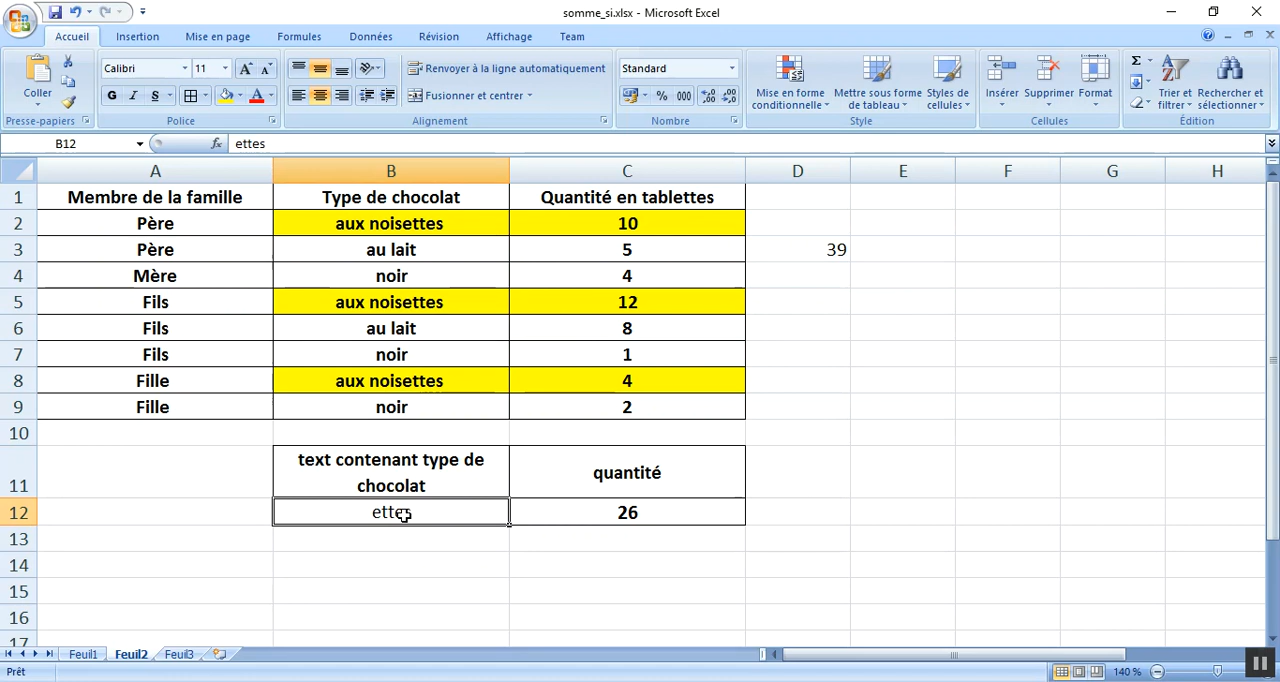 somme_si.xlsx - Microsoft Excel
Accueil Insertion Mise en page Formules Données Révision Affichage Team
Coller
Presse-papiers
Calibri 11
G I S
Police
Renvoyer à la ligne automatiquement
Fusionner et centrer
Alignement
Standard
% 000
Nombre
Mise en forme conditionnelle
Mettre sous forme de tableau
Styles de cellules
Style
Insérer Supprimer Format
Cellules
Trier et filtrer
Rechercher et sélectionner
Édition
B12 fx ettes
A B C D E F G H
1 Membre de la famille Type de chocolat Quantité en tablettes
2 Père aux noisettes 10
3 Père au lait 5 39
4 Mère noir 4
5 Fils aux noisettes 12
6 Fils au lait 8
7 Fils noir 1
8 Fille aux noisettes 4
9 Fille noir 2
10
11 text contenant type de chocolat quantité
12 ettes 26
13
14
15
16
17
Feuil1 Feuil2 Feuil3
Prêt 140 %